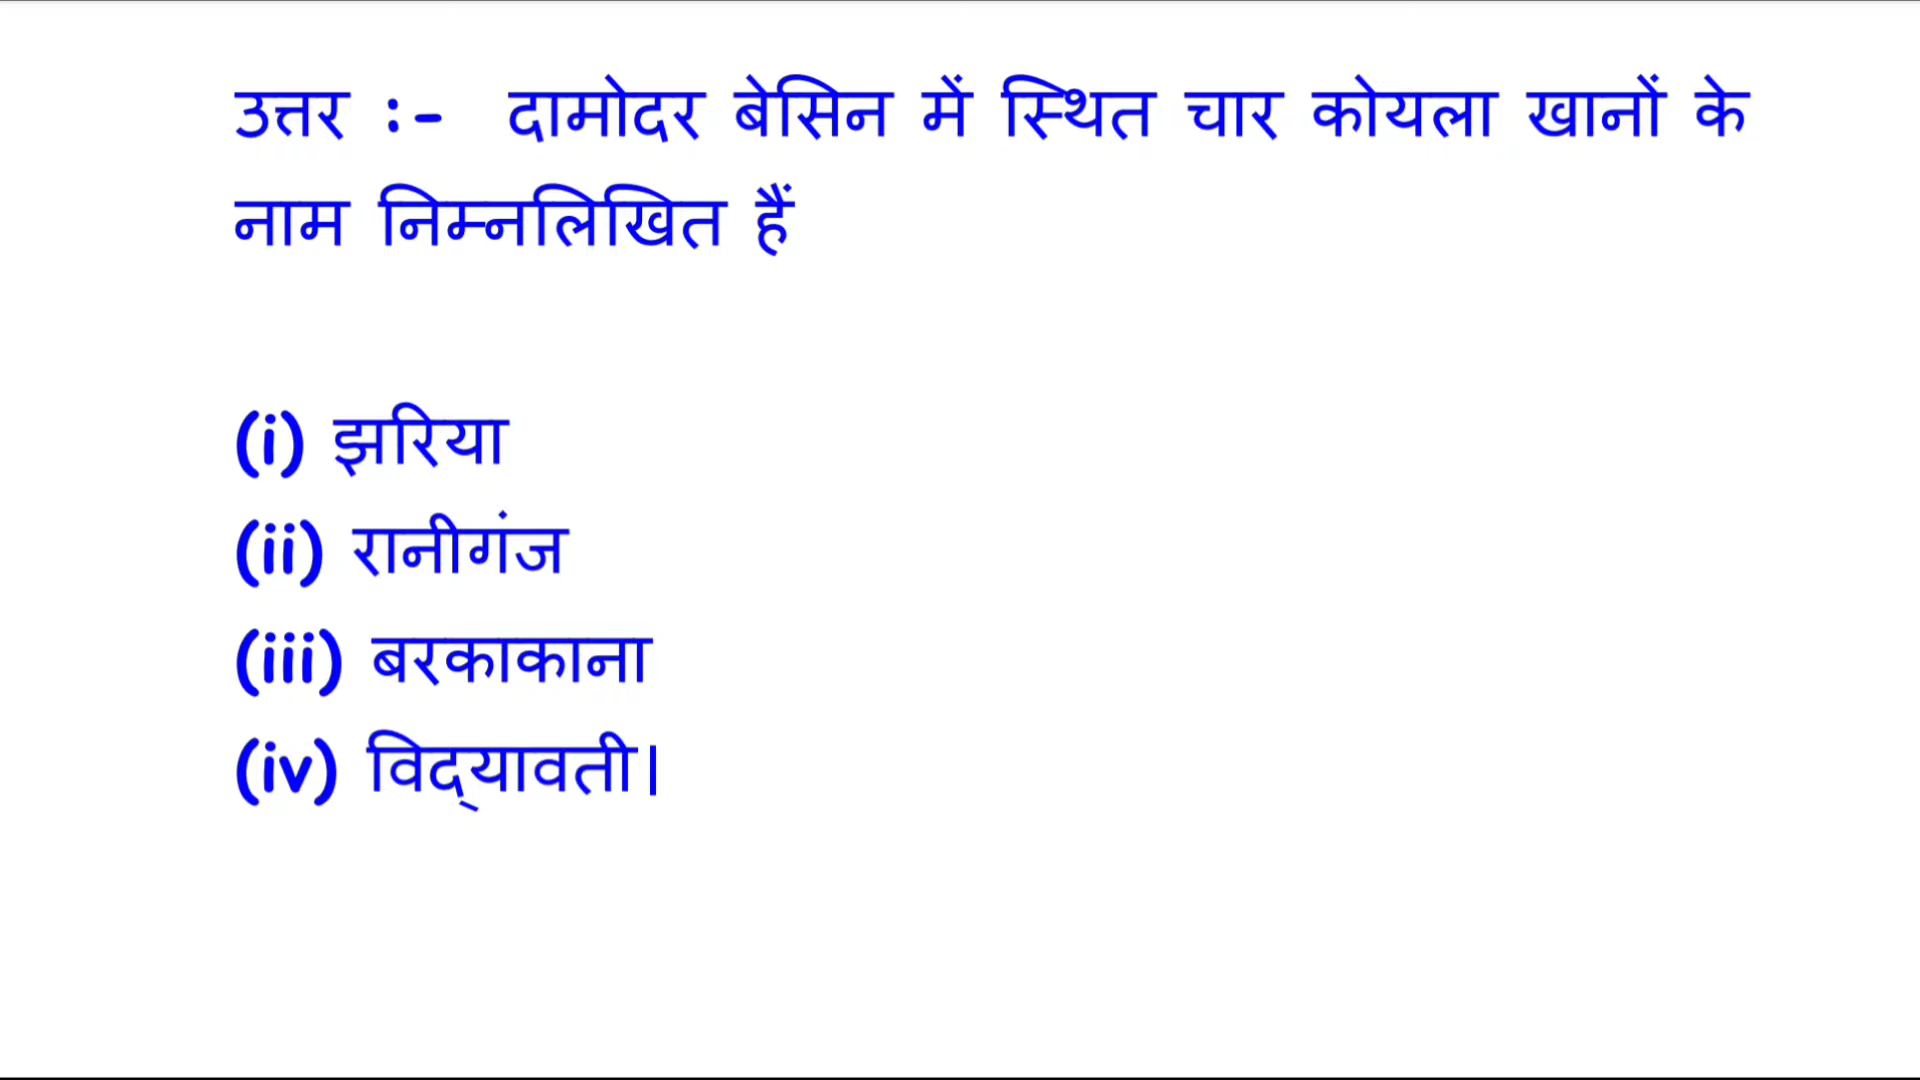 उत्तर :- दामोदर बेसिन में स्थित चार कोयला खानों के
नाम निम्नलिखित हैं
(i) झरिया
(ii) रानीगंज
(iii) बरकाकाना
(iv) विद्‌यावती।